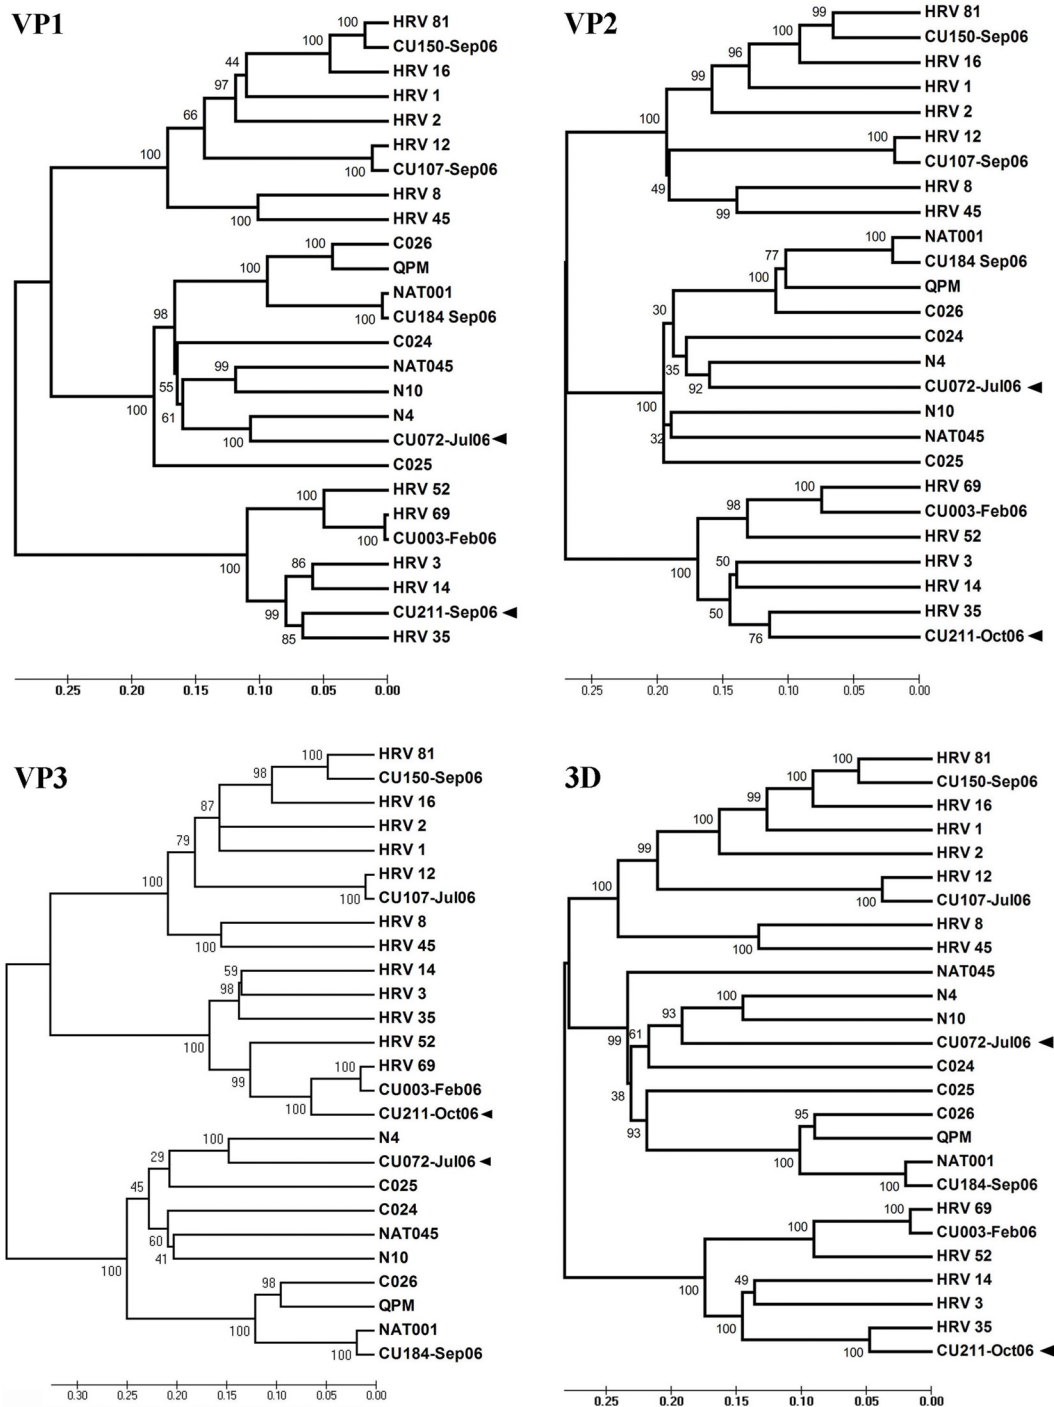 VP1
HRV 81
CU150-Sep06
HRV 16
HRV 1
HRV 2
HRV 12
CU107-Sep06
HRV 8
HRV 45
C026
QPM
NAT001
CU184 Sep06
C024
NAT045
N10
N4
CU072-Jul06
C025
HRV 52
HRV 69
CU003-Feb06
HRV 3
HRV 14
CU211-Sep06
HRV 35
100
100
44
97
66
100
100
100
100
100
100
98
99
55
61
100
100
100
100
100
86
99
85
0.25 0.20 0.15 0.10 0.05 0.00
VP2
HRV 81
CU150-Sep06
HRV 16
HRV 1
HRV 2
HRV 12
CU107-Sep06
HRV 8
HRV 45
NAT001
CU184 Sep06
QPM
C026
C024
N4
CU072-Jul06
N10
NAT045
C025
HRV 69
CU003-Feb06
HRV 52
HRV 3
HRV 14
HRV 35
CU211-Oct06
99
100
96
99
100
100
49
99
100
77
100
30
35
92
100
32
100
98
100
50
50
76
0.25 0.20 0.15 0.10 0.05 0.00
VP3
HRV 81
CU150-Sep06
HRV 16
HRV 2
HRV 1
HRV 12
CU107-Jul06
HRV 8
HRV 45
HRV 14
HRV 3
HRV 35
HRV 52
HRV 69
CU003-Feb06
CU211-Oct06
N4
CU072-Jul06
C025
C024
NAT045
N10
C026
QPM
NAT001
CU184-Sep06
100
98
87
79
100
100
100
59
98
100
99
100
100
100
29
45
60
41
100
98
100
100
0.30 0.25 0.20 0.15 0.10 0.05 0.00
3D
HRV 81
CU150-Sep06
HRV 16
HRV 1
HRV 2
HRV 12
CU107-Jul06
HRV 8
HRV 45
NAT045
N4
N10
CU072-Jul06
C024
C025
C026
QPM
NAT001
CU184-Sep06
HRV 69
CU003-Feb06
HRV 52
HRV 14
HRV 3
HRV 35
CU211-Oct06
100
100
99
100
99
100
100
100
100
93
61
99
38
93
95
100
100
100
100
100
49
100
100
0.25 0.20 0.15 0.10 0.05 0.00